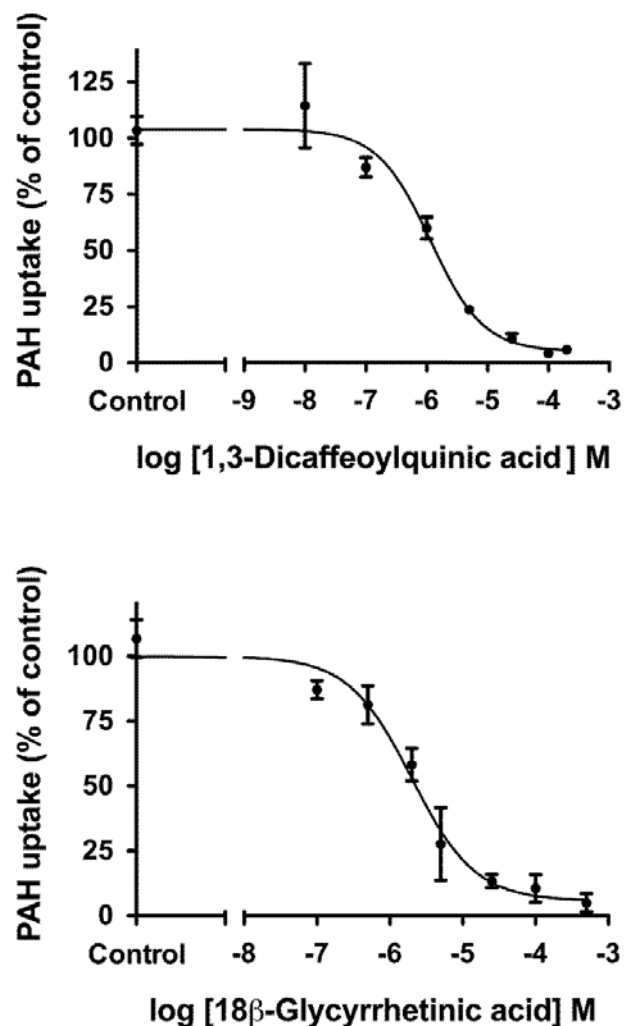 PAH uptake (% of control)
125
100
75
50
25
0
Control -9 -8 -7 -6 -5 -4 -3
log [1,3-Dicaffeoylquinic acid] M
PAH uptake (% of control)
100
75
50
25
0
Control -8 -7 -6 -5 -4 -3
log [18β-Glycyrrhetinic acid] M